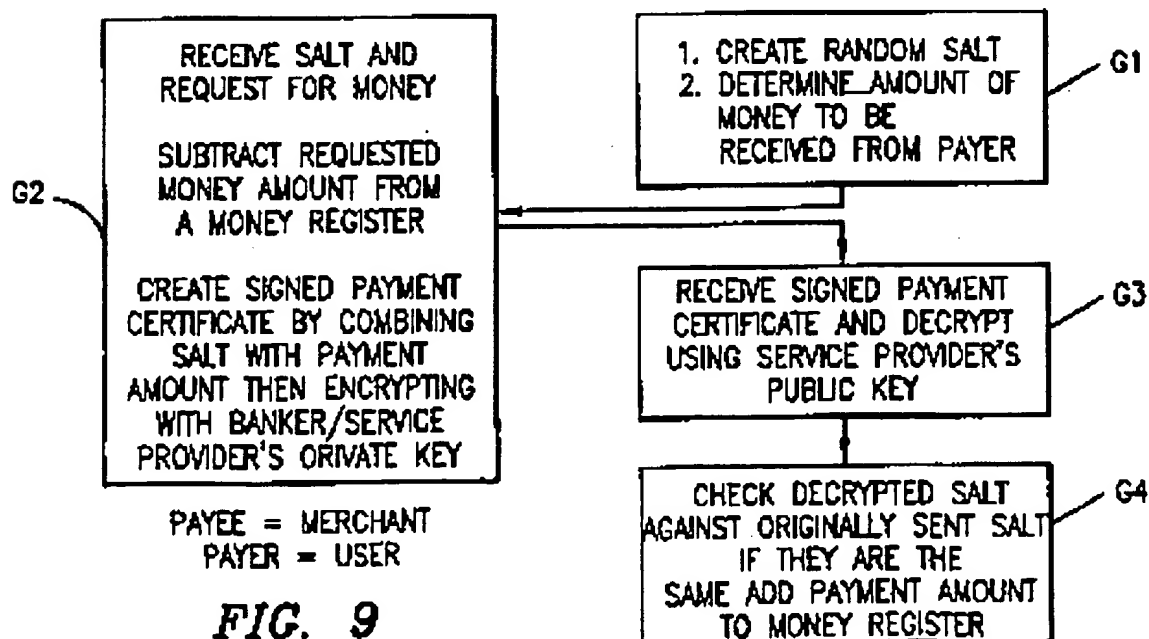 RECEIVE SALT AND
REQUEST FOR MONEY
SUBTRACT REQUESTED
MONEY AMOUNT FROM
A MONEY REGISTER
CREATE SIGNED PAYMENT
CERTIFICATE BY COMBINING
SALT WITH PAYMENT
AMOUNT THEN ENCRYPTING
WITH BANKER/SERVICE
PROVIDER'S ORIVATE KEY
G2
PAYEE = MERCHANT
PAYER = USER
FIG. 9
1. CREATE RANDOM SALT
2. DETERMINE AMOUNT OF
MONEY TO BE
RECEIVED FROM PAYER
G1
RECEIVE SIGNED PAYMENT
CERTIFICATE AND DECRYPT
USING SERVICE PROVIDER'S
PUBLIC KEY
G3
CHECK DECRYPTED SALT
AGAINST ORIGINALLY SENT SALT
IF THEY ARE THE
SAME ADD PAYMENT AMOUNT
TO MONEY REGISTER
G4